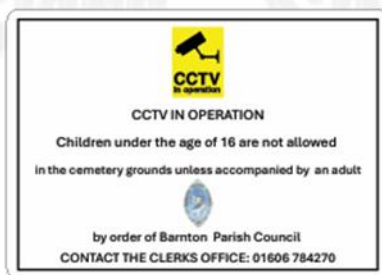 CCTV
in operation
CCTV IN OPERATION
Children under the age of 16 are not allowed
in the cemetery grounds unless accompanied by an adult
by order of Barnton Parish Council
CONTACT THE CLERKS OFFICE: 01606 784270